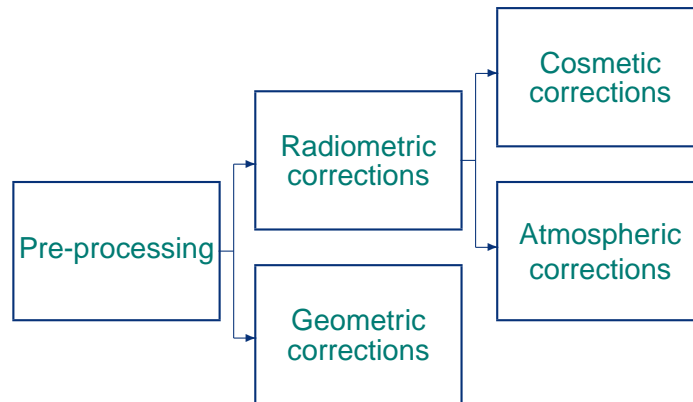 Pre-processing
Radiometric
corrections
Geometric
corrections
Cosmetic
corrections
Atmospheric
corrections